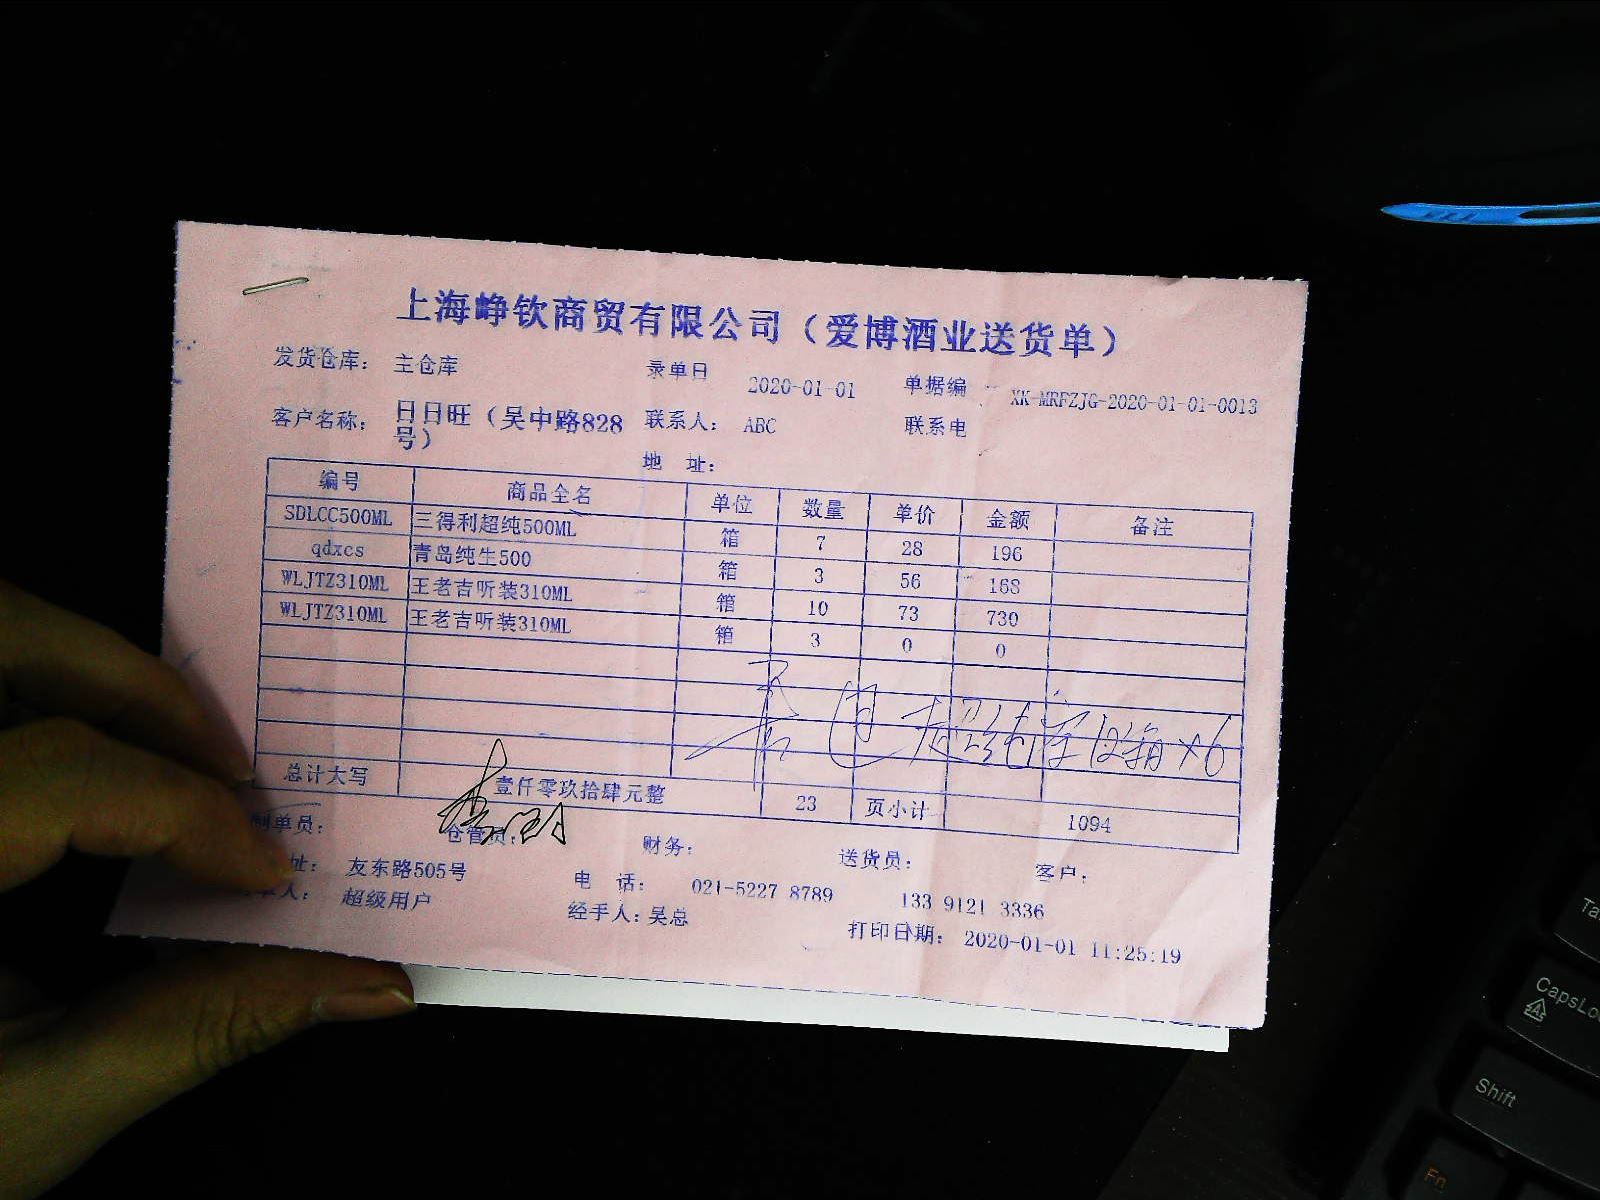 上海峥钦商贸有限公司（爱博酒业送货单）
发货仓库： 主仓库 录单日 2020-01-01 单据编 XK-MRFZJG-2020-01-01-0013
客户名称： 日日旺（吴中路828号） 联系人： ABC 联系电
地 址：
编号 商品全名 单位 数量 单价 金额 备注
SDLCC500ML 三得利超纯500ML 箱 7 28 196
qdxcs 青岛纯生500 箱 3 56 168
WLJTZ310ML 王老吉听装310ML 箱 10 73 730
WLJTZ310ML 王老吉听装310ML 箱 3 0 0
超纯 箱×6
总计大写 壹仟零玖拾肆元整 23 页小计 1094
制单员： 仓管员： 财务： 送货员： 客户：
址： 友东路505号 电 话： 021-5227 8789 133 9121 3336
单人： 超级用户 经手人：吴总 打印日期： 2020-01-01 11:25:19
CapsLo
Shift
Fn